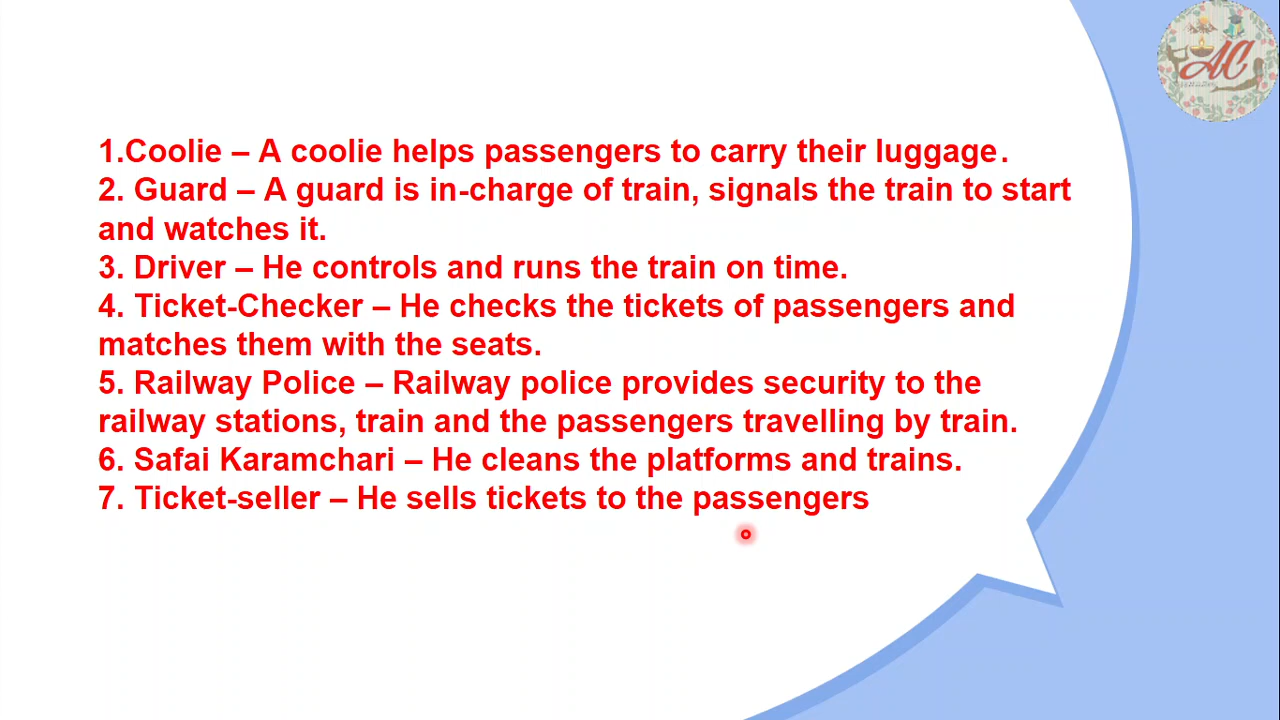 1.Coolie – A coolie helps passengers to carry their luggage.
2. Guard – A guard is in-charge of train, signals the train to start
and watches it.
3. Driver – He controls and runs the train on time.
4. Ticket-Checker – He checks the tickets of passengers and
matches them with the seats.
5. Railway Police – Railway police provides security to the
railway stations, train and the passengers travelling by train.
6. Safai Karamchari – He cleans the platforms and trains.
7. Ticket-seller – He sells tickets to the passengers
AC